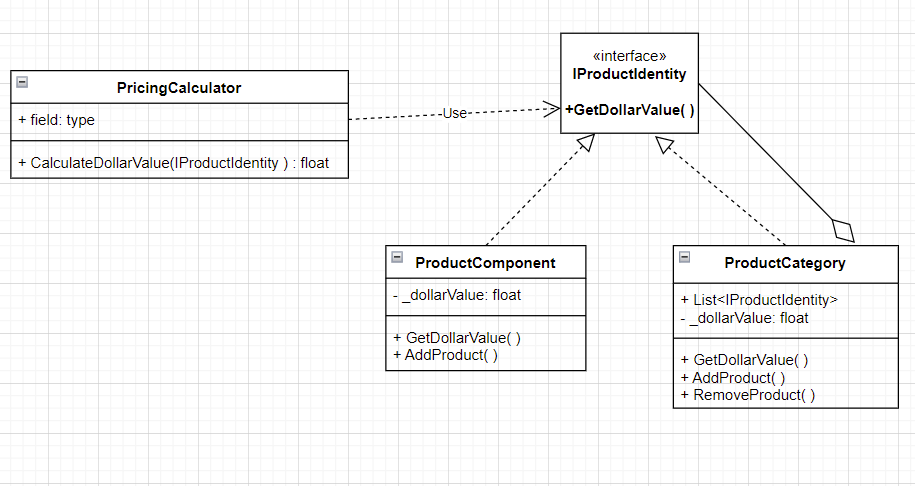 «interface»
IProductIdentity
+GetDollarValue( )
PricingCalculator
+ field: type
+ CalculateDollarValue(IProductIdentity ) : float
Use
ProductComponent
- _dollarValue: float
+ GetDollarValue( )
+ AddProduct( )
ProductCategory
+ List<IProductIdentity>
- _dollarValue: float
+ GetDollarValue( )
+ AddProduct( )
+ RemoveProduct( )